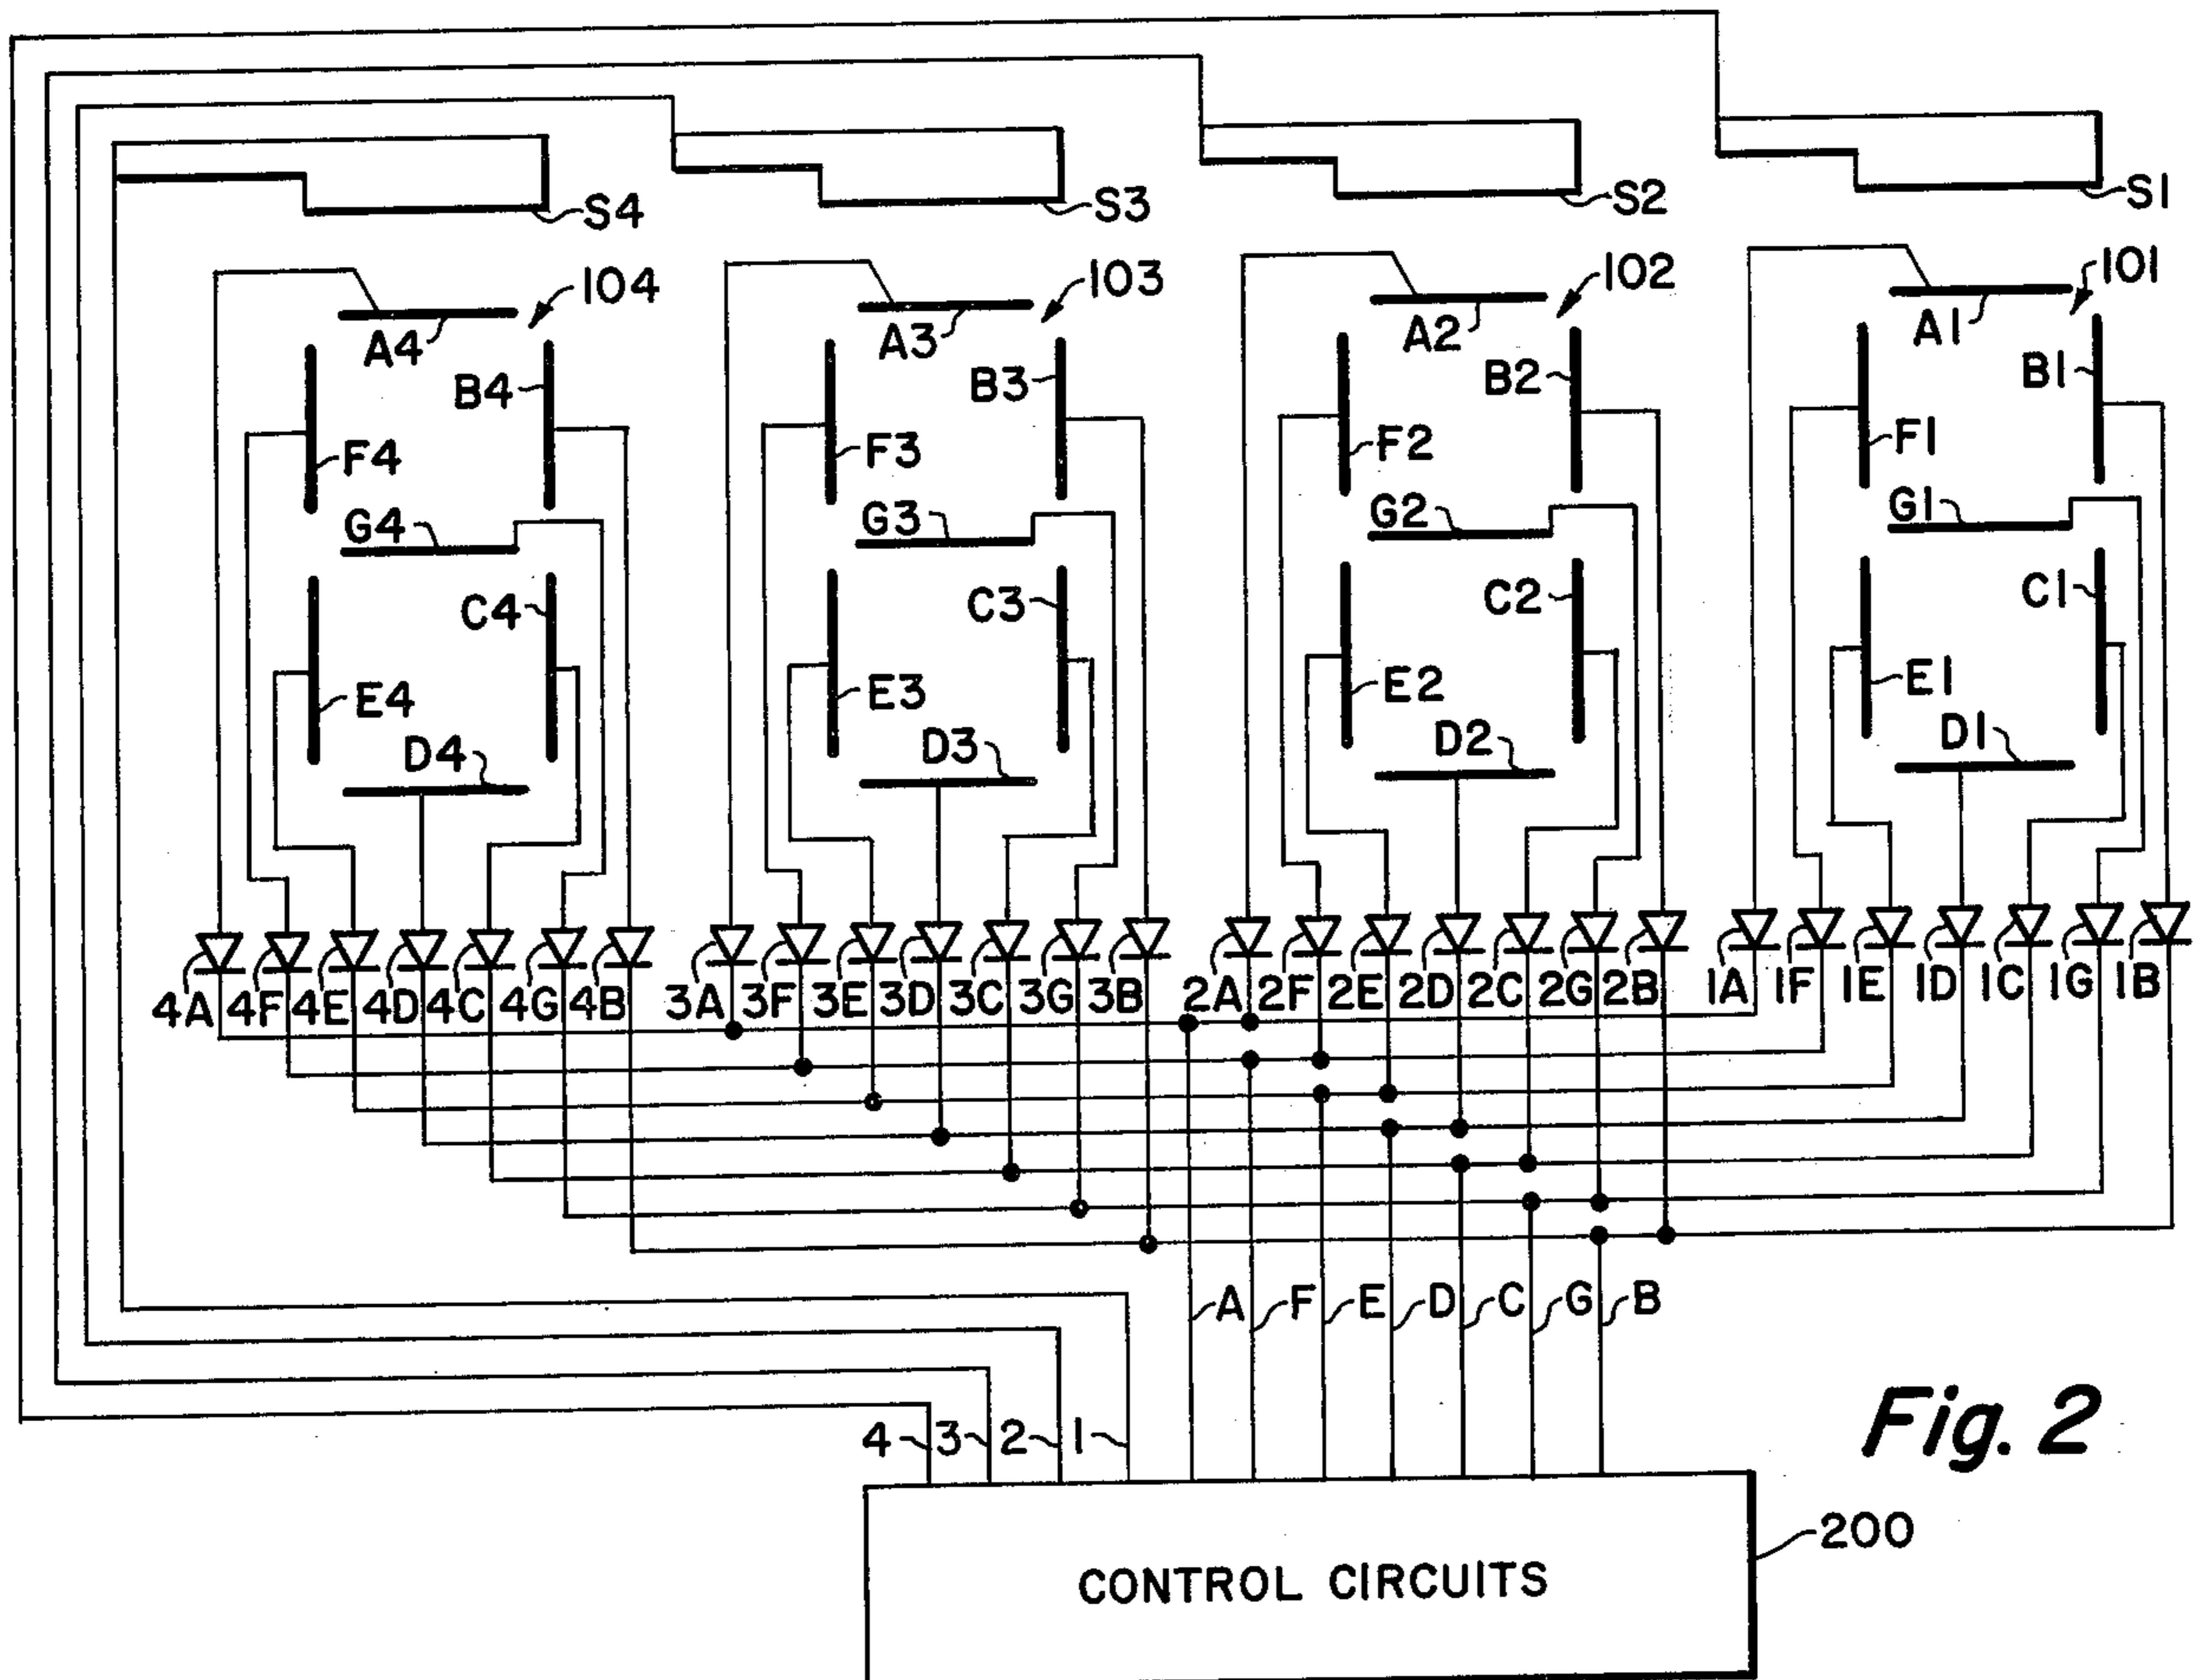 S4 S3 S2 S1
104 103 102 101
A4 A3 A2 A1
B4 B3 B2 B1
F4 F3 F2 F1
G4 G3 G2 G1
C4 C3 C2 C1
E4 E3 E2 E1
D4 D3 D2 D1
4A 4F 4E 4D 4C 4G 4B 3A 3F 3E 3D 3C 3G 3B 2A 2F 2E 2D 2C 2G 2B 1A 1F 1E 1D 1C 1G 1B
A F E D C G B
4 3 2 1
Fig. 2
200
CONTROL CIRCUITS